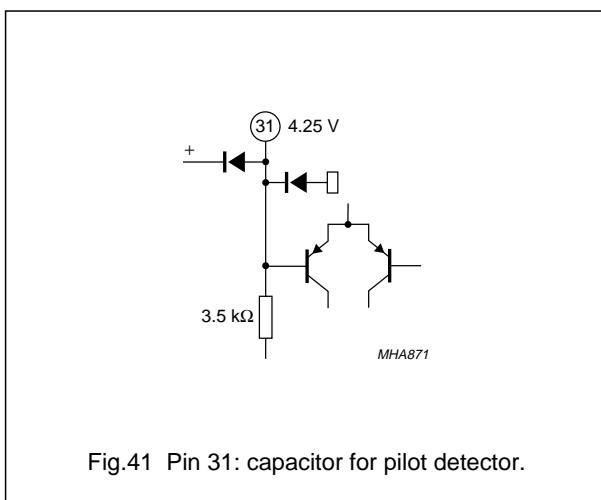 31 4.25 V
+
3.5 kΩ
MHA871
Fig.41 Pin 31: capacitor for pilot detector.